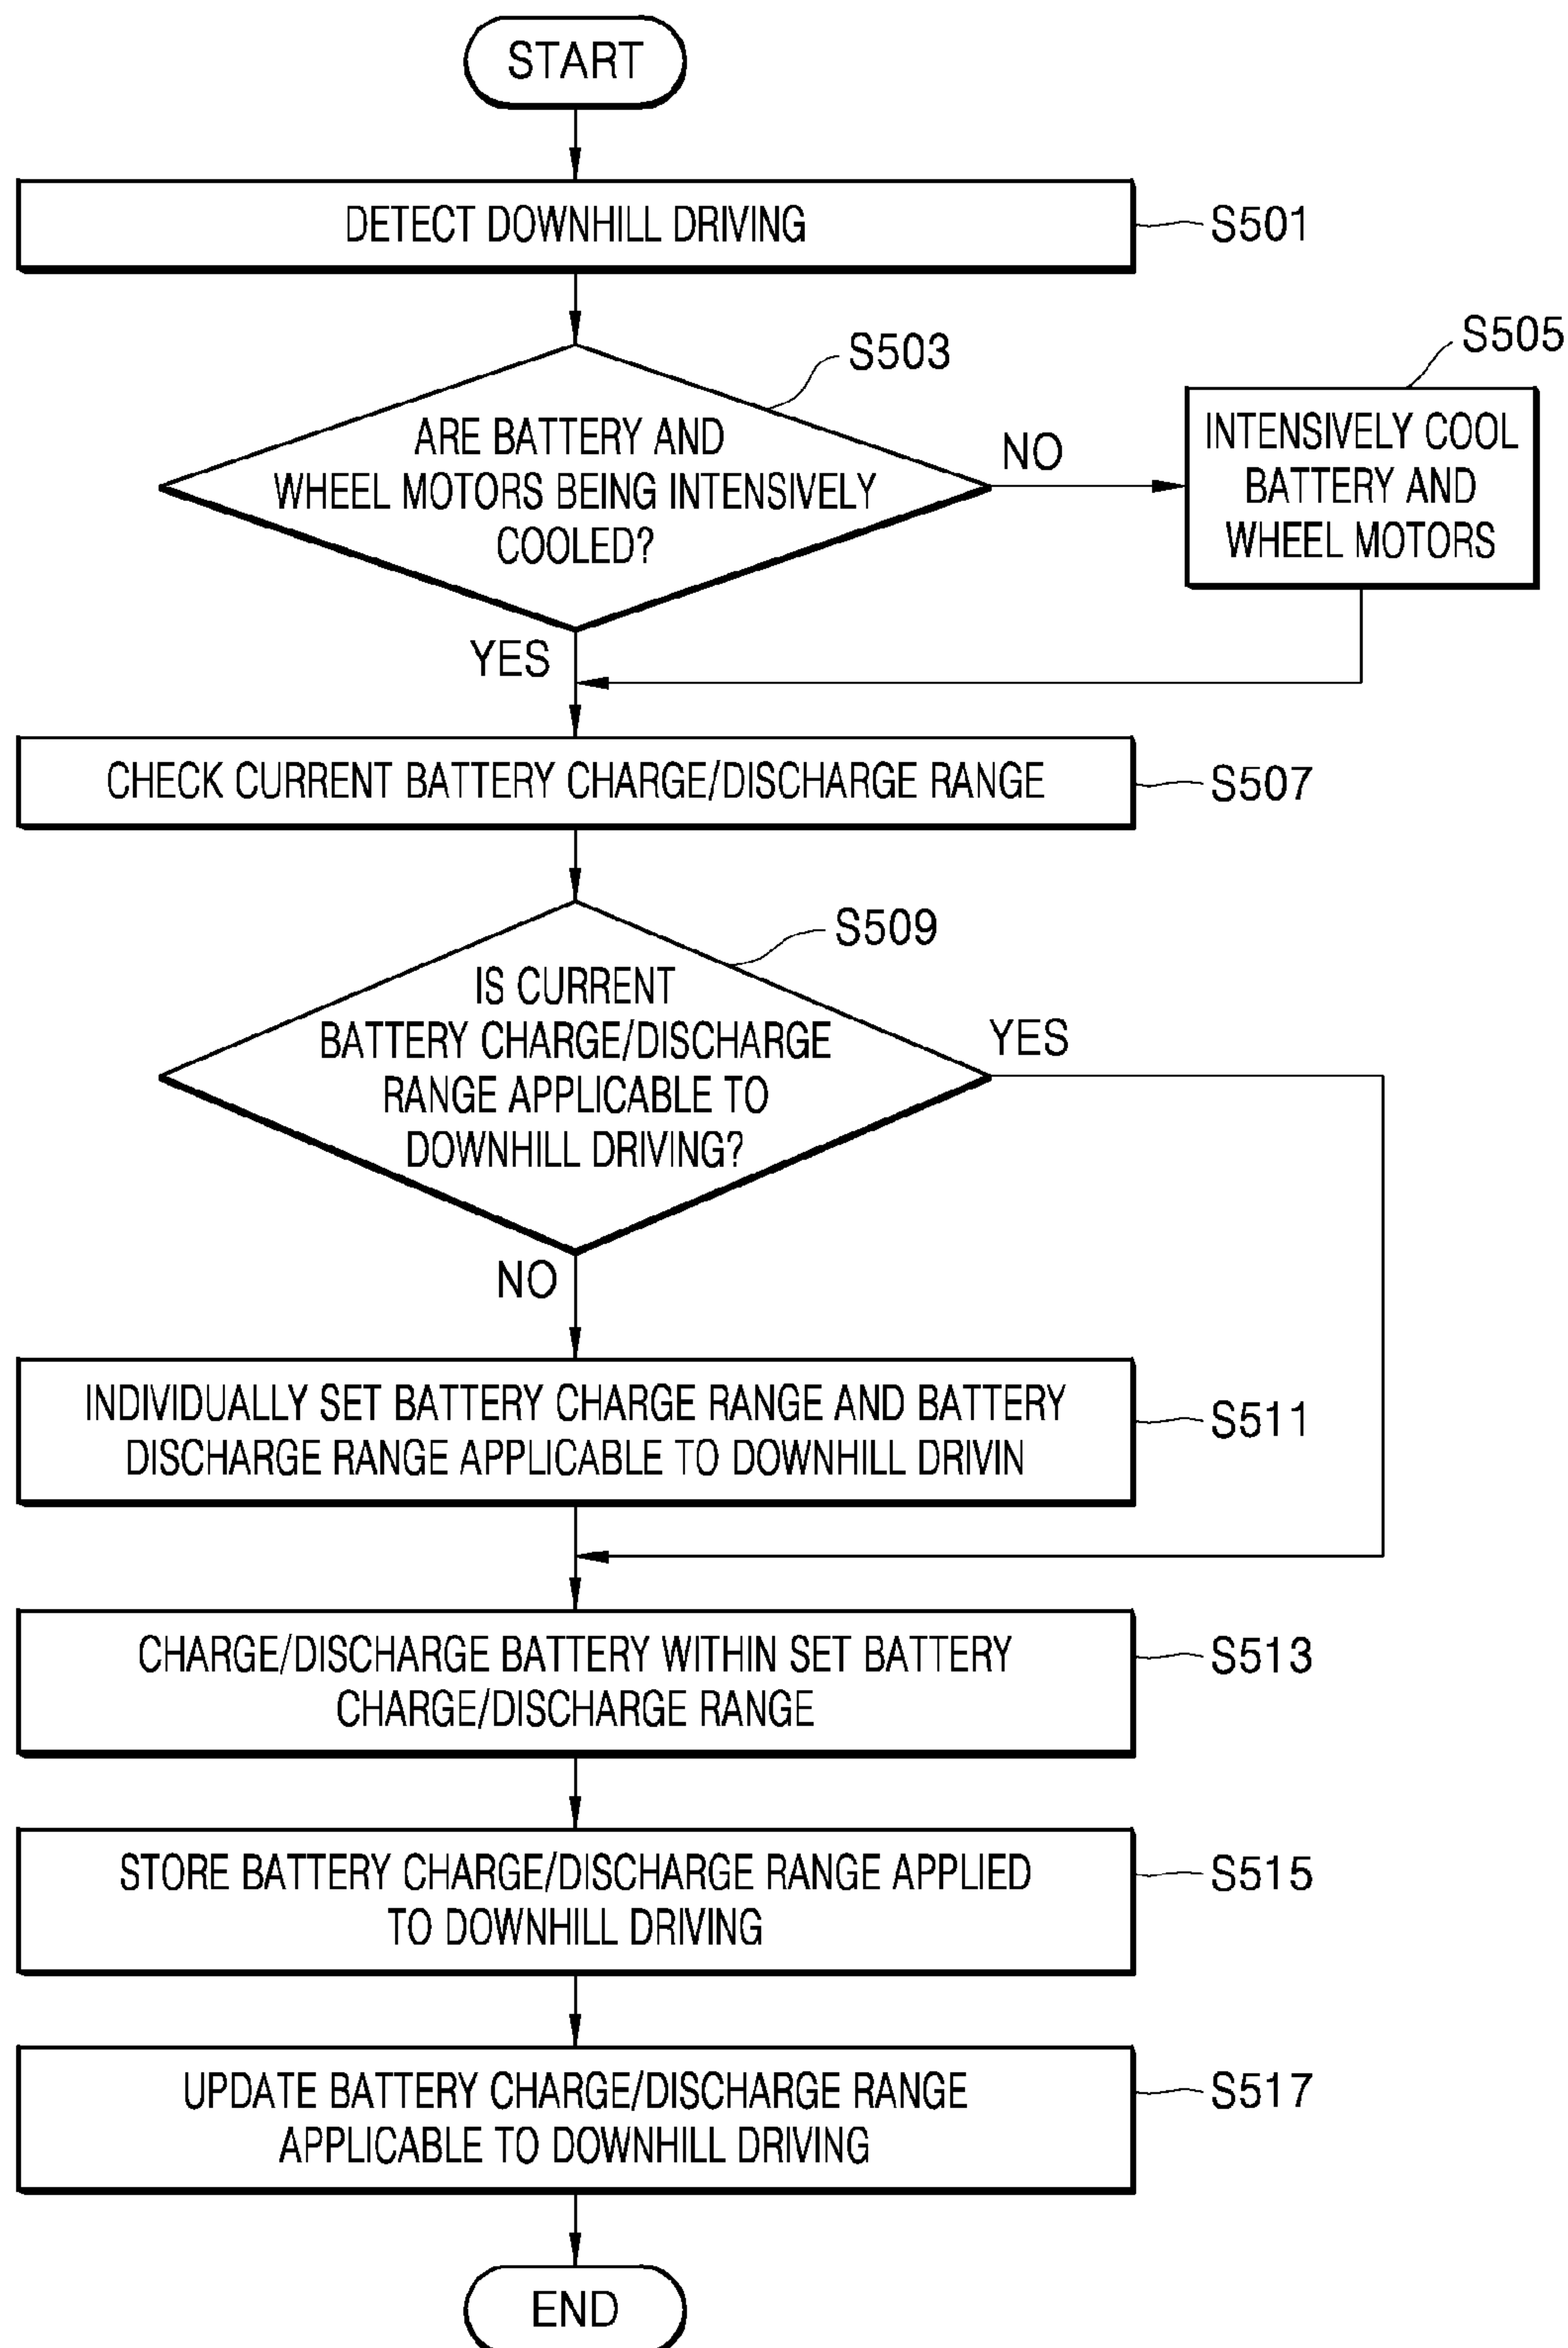 START
DETECT DOWNHILL DRIVING
S501
S503
ARE BATTERY AND
WHEEL MOTORS BEING INTENSIVELY
COOLED?
NO
S505
INTENSIVELY COOL
BATTERY AND
WHEEL MOTORS
YES
CHECK CURRENT BATTERY CHARGE/DISCHARGE RANGE
S507
S509
IS CURRENT
BATTERY CHARGE/DISCHARGE
RANGE APPLICABLE TO
DOWNHILL DRIVING?
YES
NO
INDIVIDUALLY SET BATTERY CHARGE RANGE AND BATTERY
DISCHARGE RANGE APPLICABLE TO DOWNHILL DRIVIN
S511
CHARGE/DISCHARGE BATTERY WITHIN SET BATTERY
CHARGE/DISCHARGE RANGE
S513
STORE BATTERY CHARGE/DISCHARGE RANGE APPLIED
TO DOWNHILL DRIVING
S515
UPDATE BATTERY CHARGE/DISCHARGE RANGE
APPLICABLE TO DOWNHILL DRIVING
S517
END